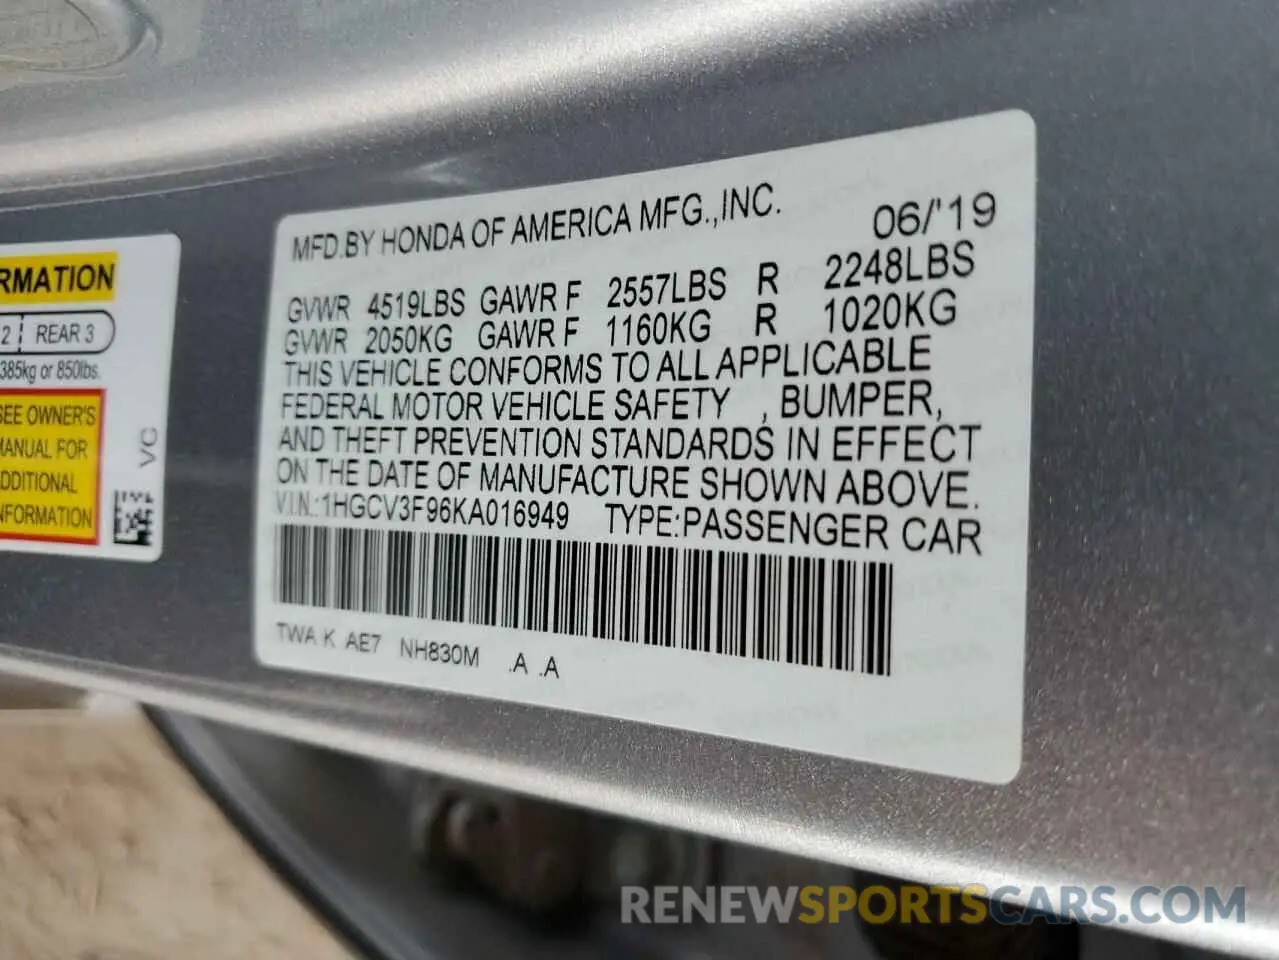 RMATION
2 REAR 3
385kg or 850lbs.
SEE OWNER'S
MANUAL FOR
ADDITIONAL
INFORMATION
VC
MFD.BY HONDA OF AMERICA MFG.,INC. 06/'19
GVWR 4519LBS GAWR F 2557LBS R 2248LBS
GVWR 2050KG GAWR F 1160KG R 1020KG
THIS VEHICLE CONFORMS TO ALL APPLICABLE
FEDERAL MOTOR VEHICLE SAFETY , BUMPER,
AND THEFT PREVENTION STANDARDS IN EFFECT
ON THE DATE OF MANUFACTURE SHOWN ABOVE.
V.I.N.:1HGCV3F96KA016949 TYPE:PASSENGER CAR
TWA K AE7 NH830M .A .A
RENEWSPORTSCARS.COM